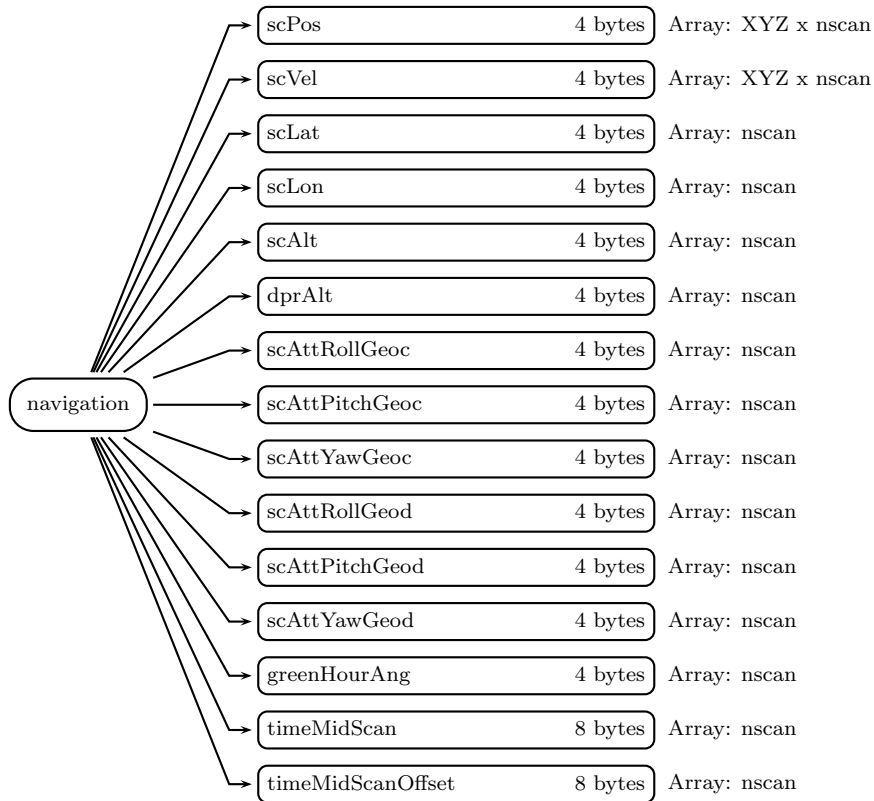 scPos 4 bytes Array: XYZ x nscan
scVel 4 bytes Array: XYZ x nscan
scLat 4 bytes Array: nscan
scLon 4 bytes Array: nscan
scAlt 4 bytes Array: nscan
dprAlt 4 bytes Array: nscan
scAttRollGeoc 4 bytes Array: nscan
navigation
scAttPitchGeoc 4 bytes Array: nscan
scAttYawGeoc 4 bytes Array: nscan
scAttRollGeod 4 bytes Array: nscan
scAttPitchGeod 4 bytes Array: nscan
scAttYawGeod 4 bytes Array: nscan
greenHourAng 4 bytes Array: nscan
timeMidScan 8 bytes Array: nscan
timeMidScanOffset 8 bytes Array: nscan